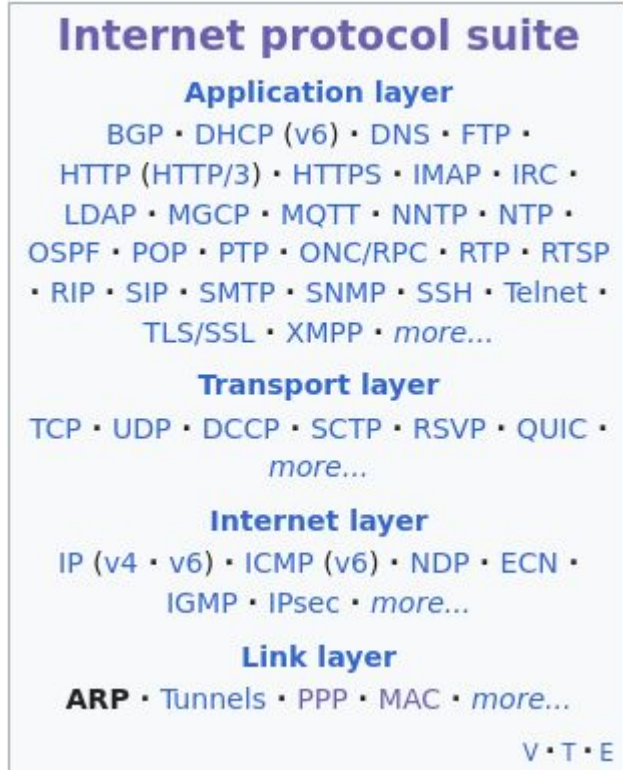 Internet protocol suite
Application layer
BGP · DHCP (v6) · DNS · FTP ·
HTTP (HTTP/3) · HTTPS · IMAP · IRC ·
LDAP · MGCP · MQTT · NNTP · NTP ·
OSPF · POP · PTP · ONC/RPC · RTP · RTSP
· RIP · SIP · SMTP · SNMP · SSH · Telnet ·
TLS/SSL · XMPP · more...
Transport layer
TCP · UDP · DCCP · SCTP · RSVP · QUIC ·
more...
Internet layer
IP (v4 · v6) · ICMP (v6) · NDP · ECN ·
IGMP · IPsec · more...
Link layer
ARP · Tunnels · PPP · MAC · more...
V · T · E